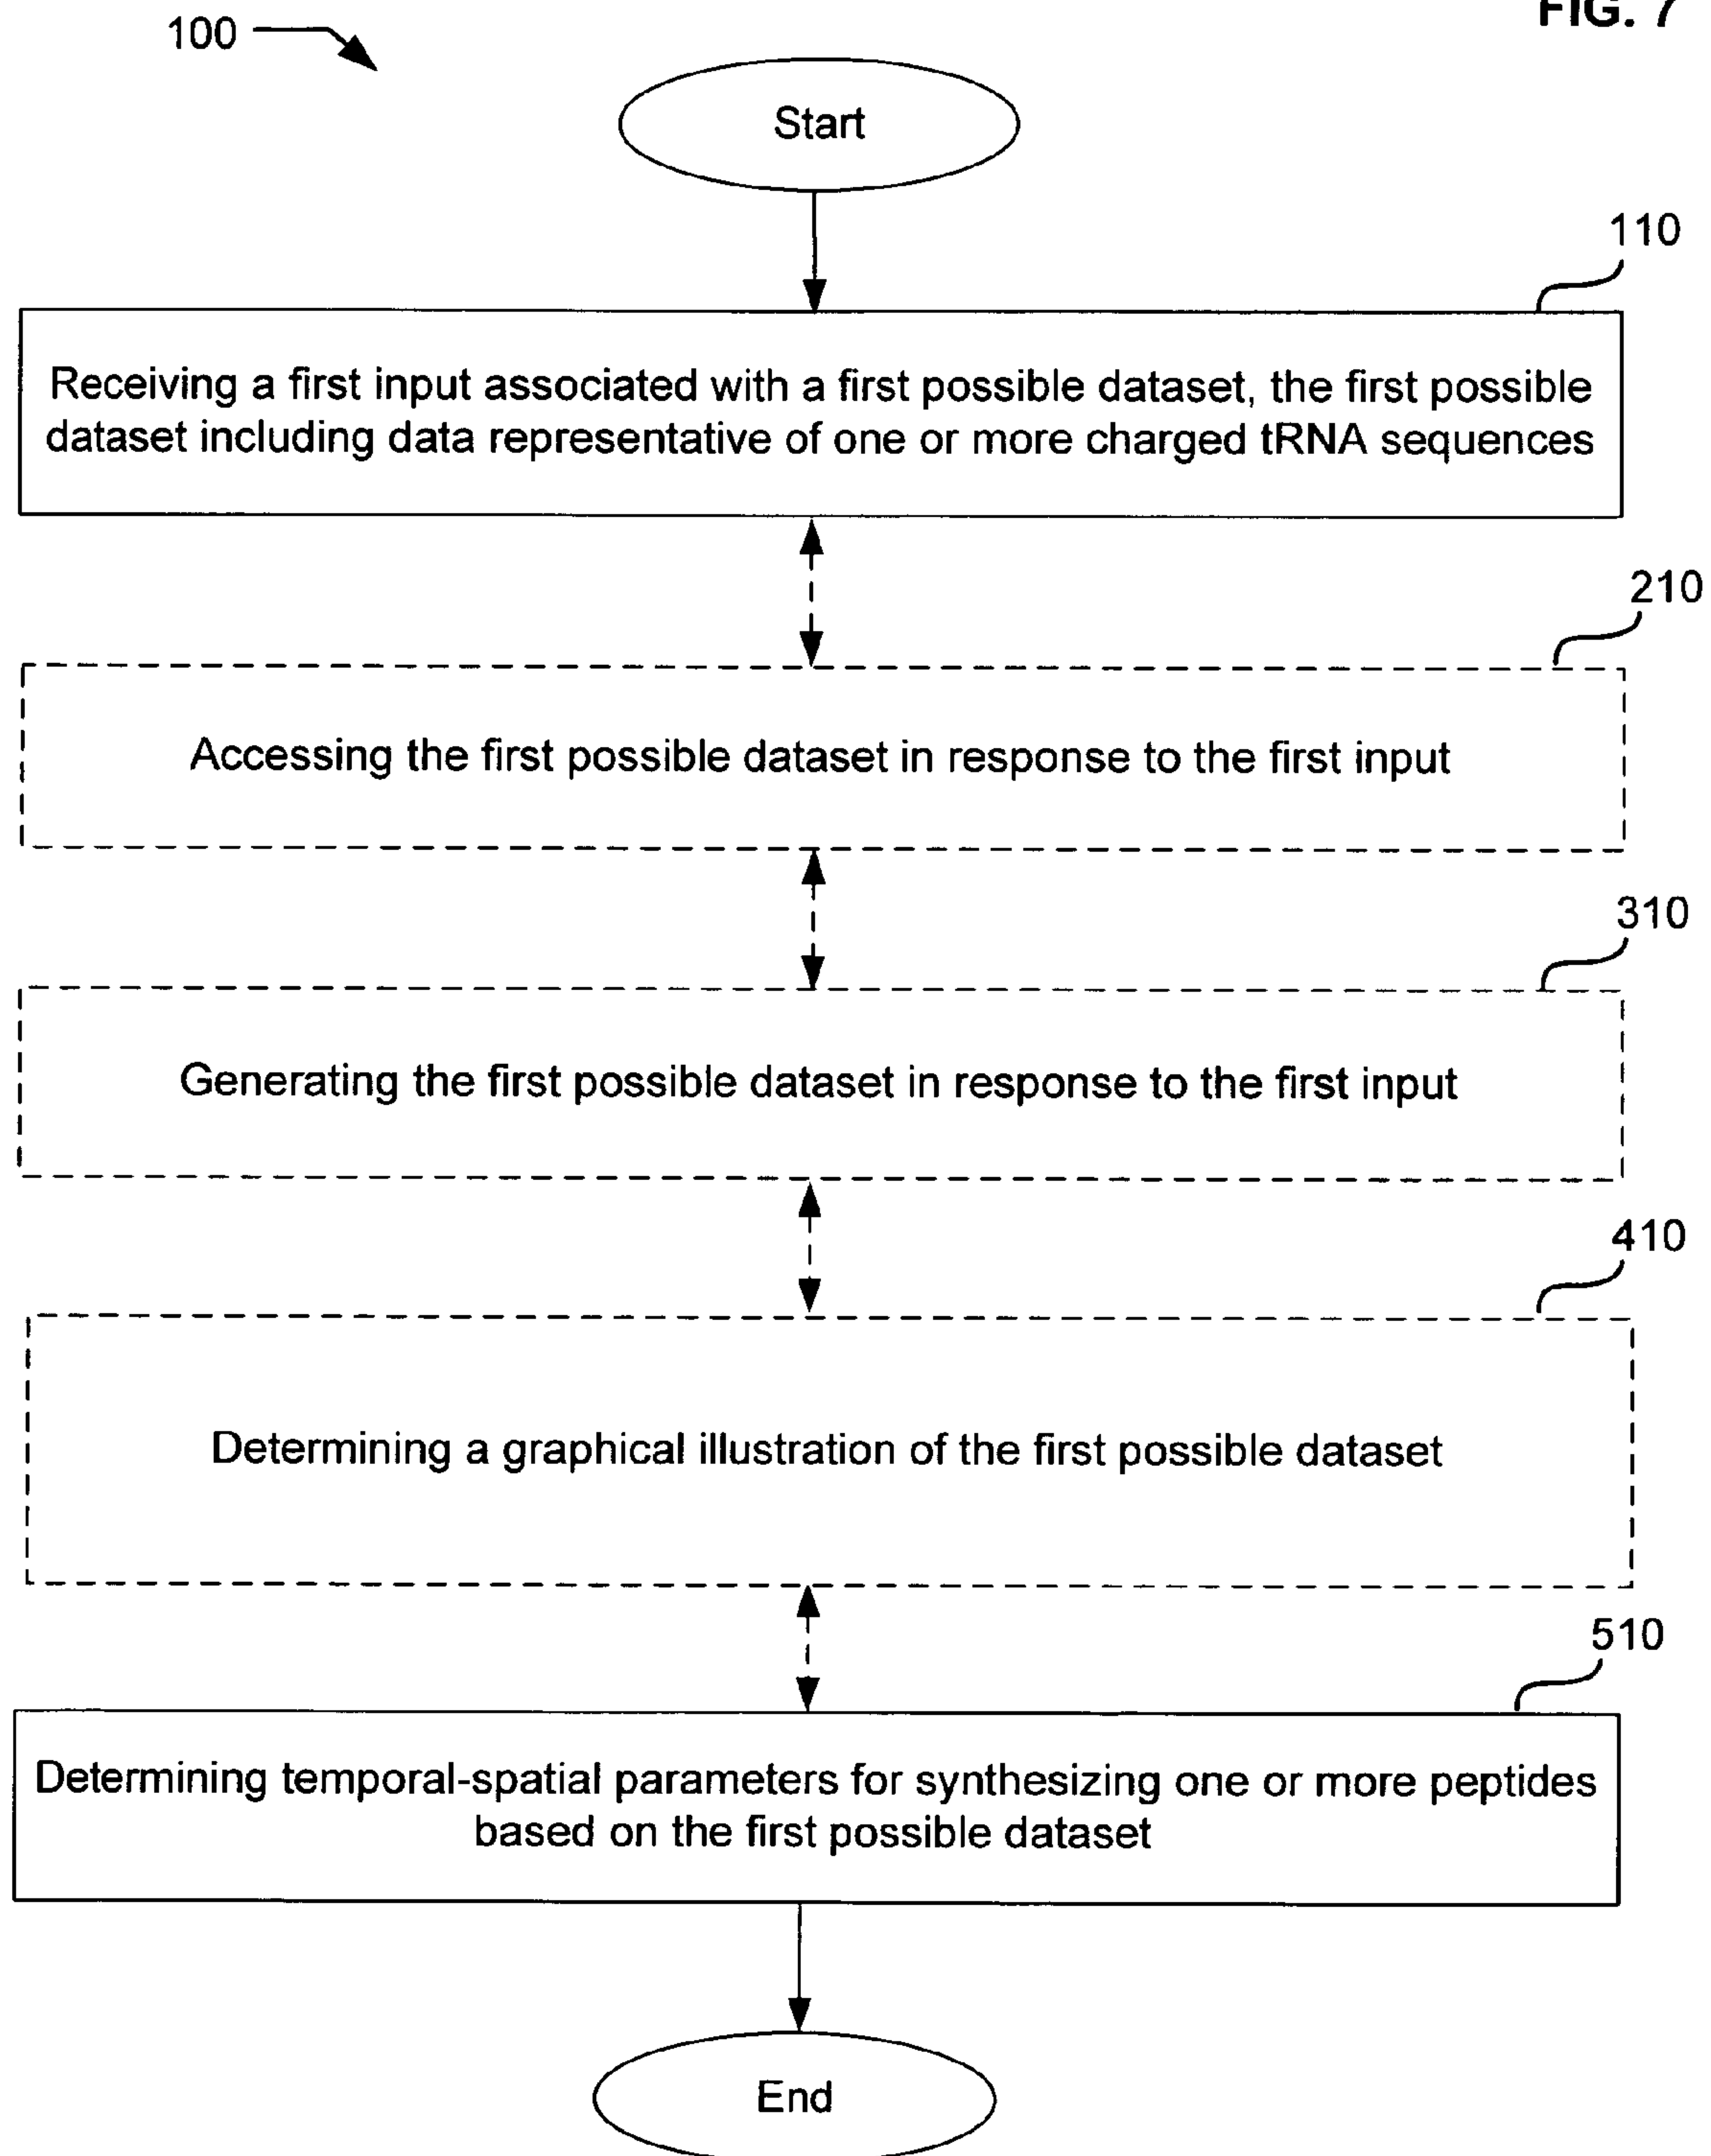 FIG. 7
100
Start
110
Receiving a first input associated with a first possible dataset, the first possible
dataset including data representative of one or more charged tRNA sequences
210
Accessing the first possible dataset in response to the first input
310
Generating the first possible dataset in response to the first input
410
Determining a graphical illustration of the first possible dataset
510
Determining temporal-spatial parameters for synthesizing one or more peptides
based on the first possible dataset
End